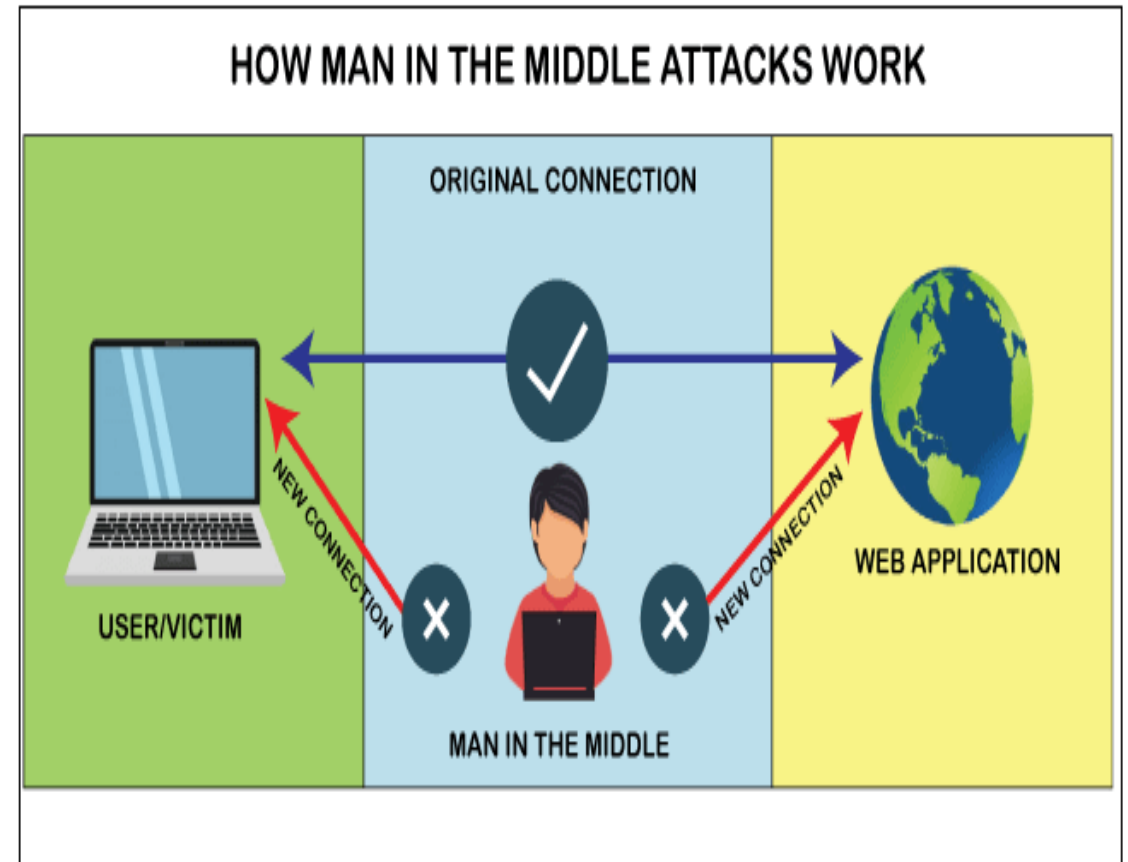 HOW MAN IN THE MIDDLE ATTACKS WORK
ORIGINAL CONNECTION
NEW CONNECTION
NEW CONNECTION
USER/VICTIM
WEB APPLICATION
MAN IN THE MIDDLE